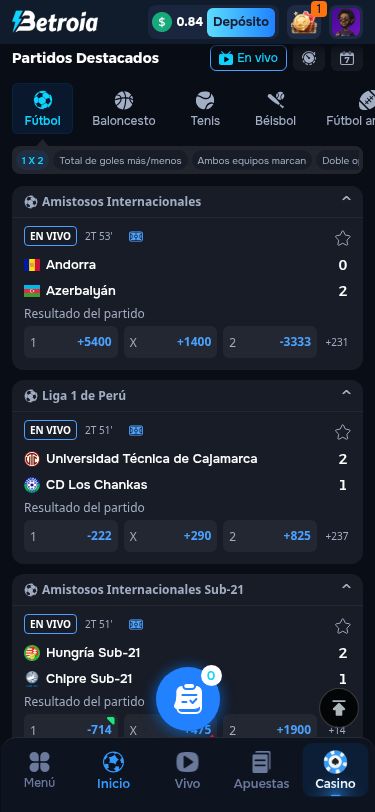 Betroia
$ 0.84 Depósito
1
Partidos Destacados
En vivo
7
Fútbol
Baloncesto
Tenis
Béisbol
Fútbol ar
1 X 2
Total de goles más/menos
Ambos equipos marcan
Doble o
Amistosos Internacionales
EN VIVO 2T 53'
Andorra 0
Azerbaiyán 2
Resultado del partido
1 +5400 X +1400 2 -3333 +231
Liga 1 de Perú
EN VIVO 2T 51'
Universidad Técnica de Cajamarca 2
CD Los Chankas 1
Resultado del partido
1 -222 X +290 2 +825 +237
Amistosos Internacionales Sub-21
EN VIVO 2T 51'
Hungría Sub-21 2
Chipre Sub-21 1
0
Resultado del partido
1 -714 X +475 2 +1900 +14
Menú
Inicio
Vivo
Apuestas
Casino